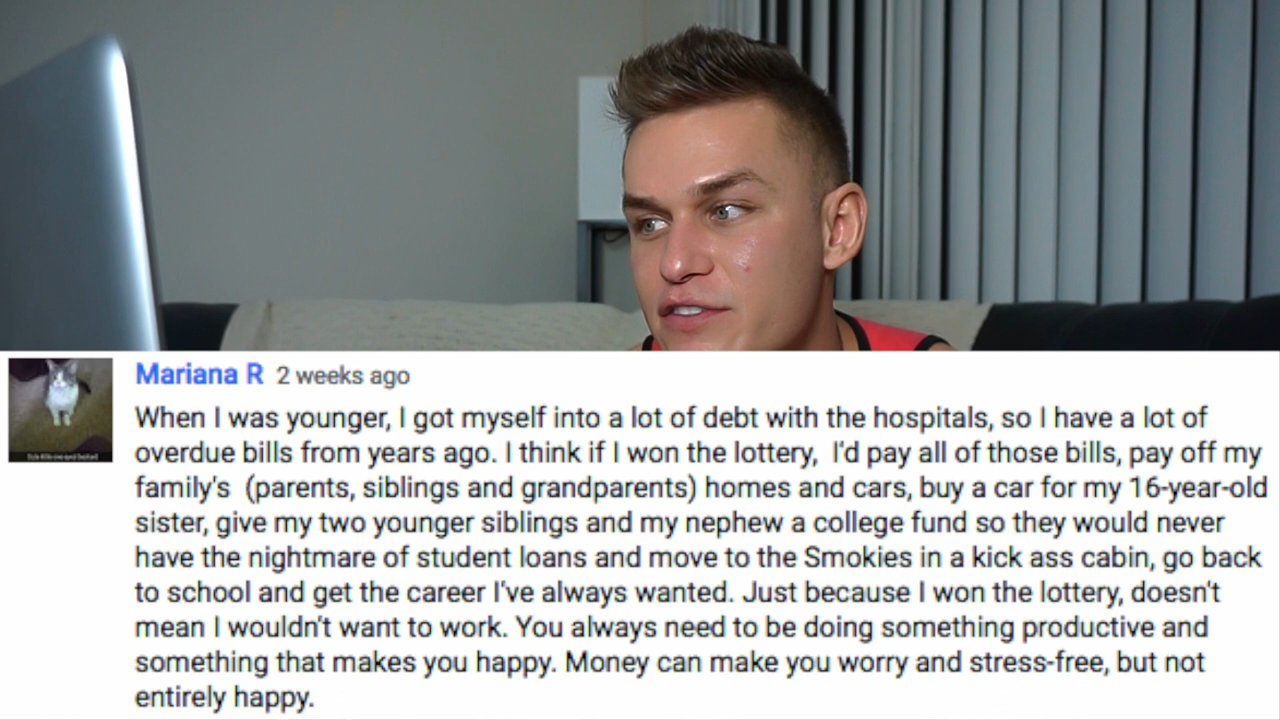 Mariana R 2 weeks ago
When I was younger, I got myself into a lot of debt with the hospitals, so I have a lot of
overdue bills from years ago. I think if I won the lottery,  I'd pay all of those bills, pay off my
family's  (parents, siblings and grandparents) homes and cars, buy a car for my 16-year-old
sister, give my two younger siblings and my nephew a college fund so they would never
have the nightmare of student loans and move to the Smokies in a kick ass cabin, go back
to school and get the career I've always wanted. Just because I won the lottery, doesn't
mean I wouldn't want to work. You always need to be doing something productive and
something that makes you happy. Money can make you worry and stress-free, but not
entirely happy.